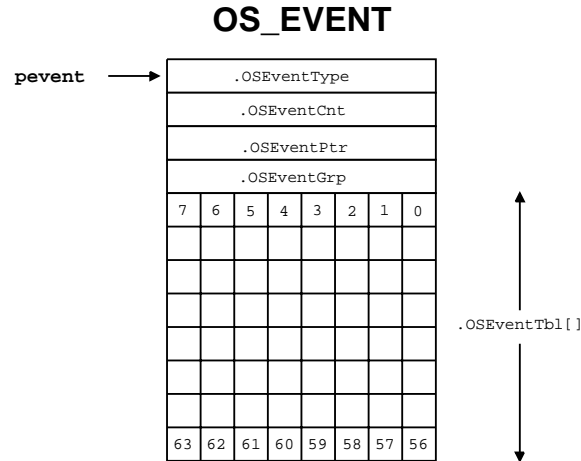 OS_EVENT
pevent .OSEventType
.OSEventCnt
.OSEventPtr
.OSEventGrp
7 6 5 4 3 2 1 0
.OSEventTbl[]
63 62 61 60 59 58 57 56